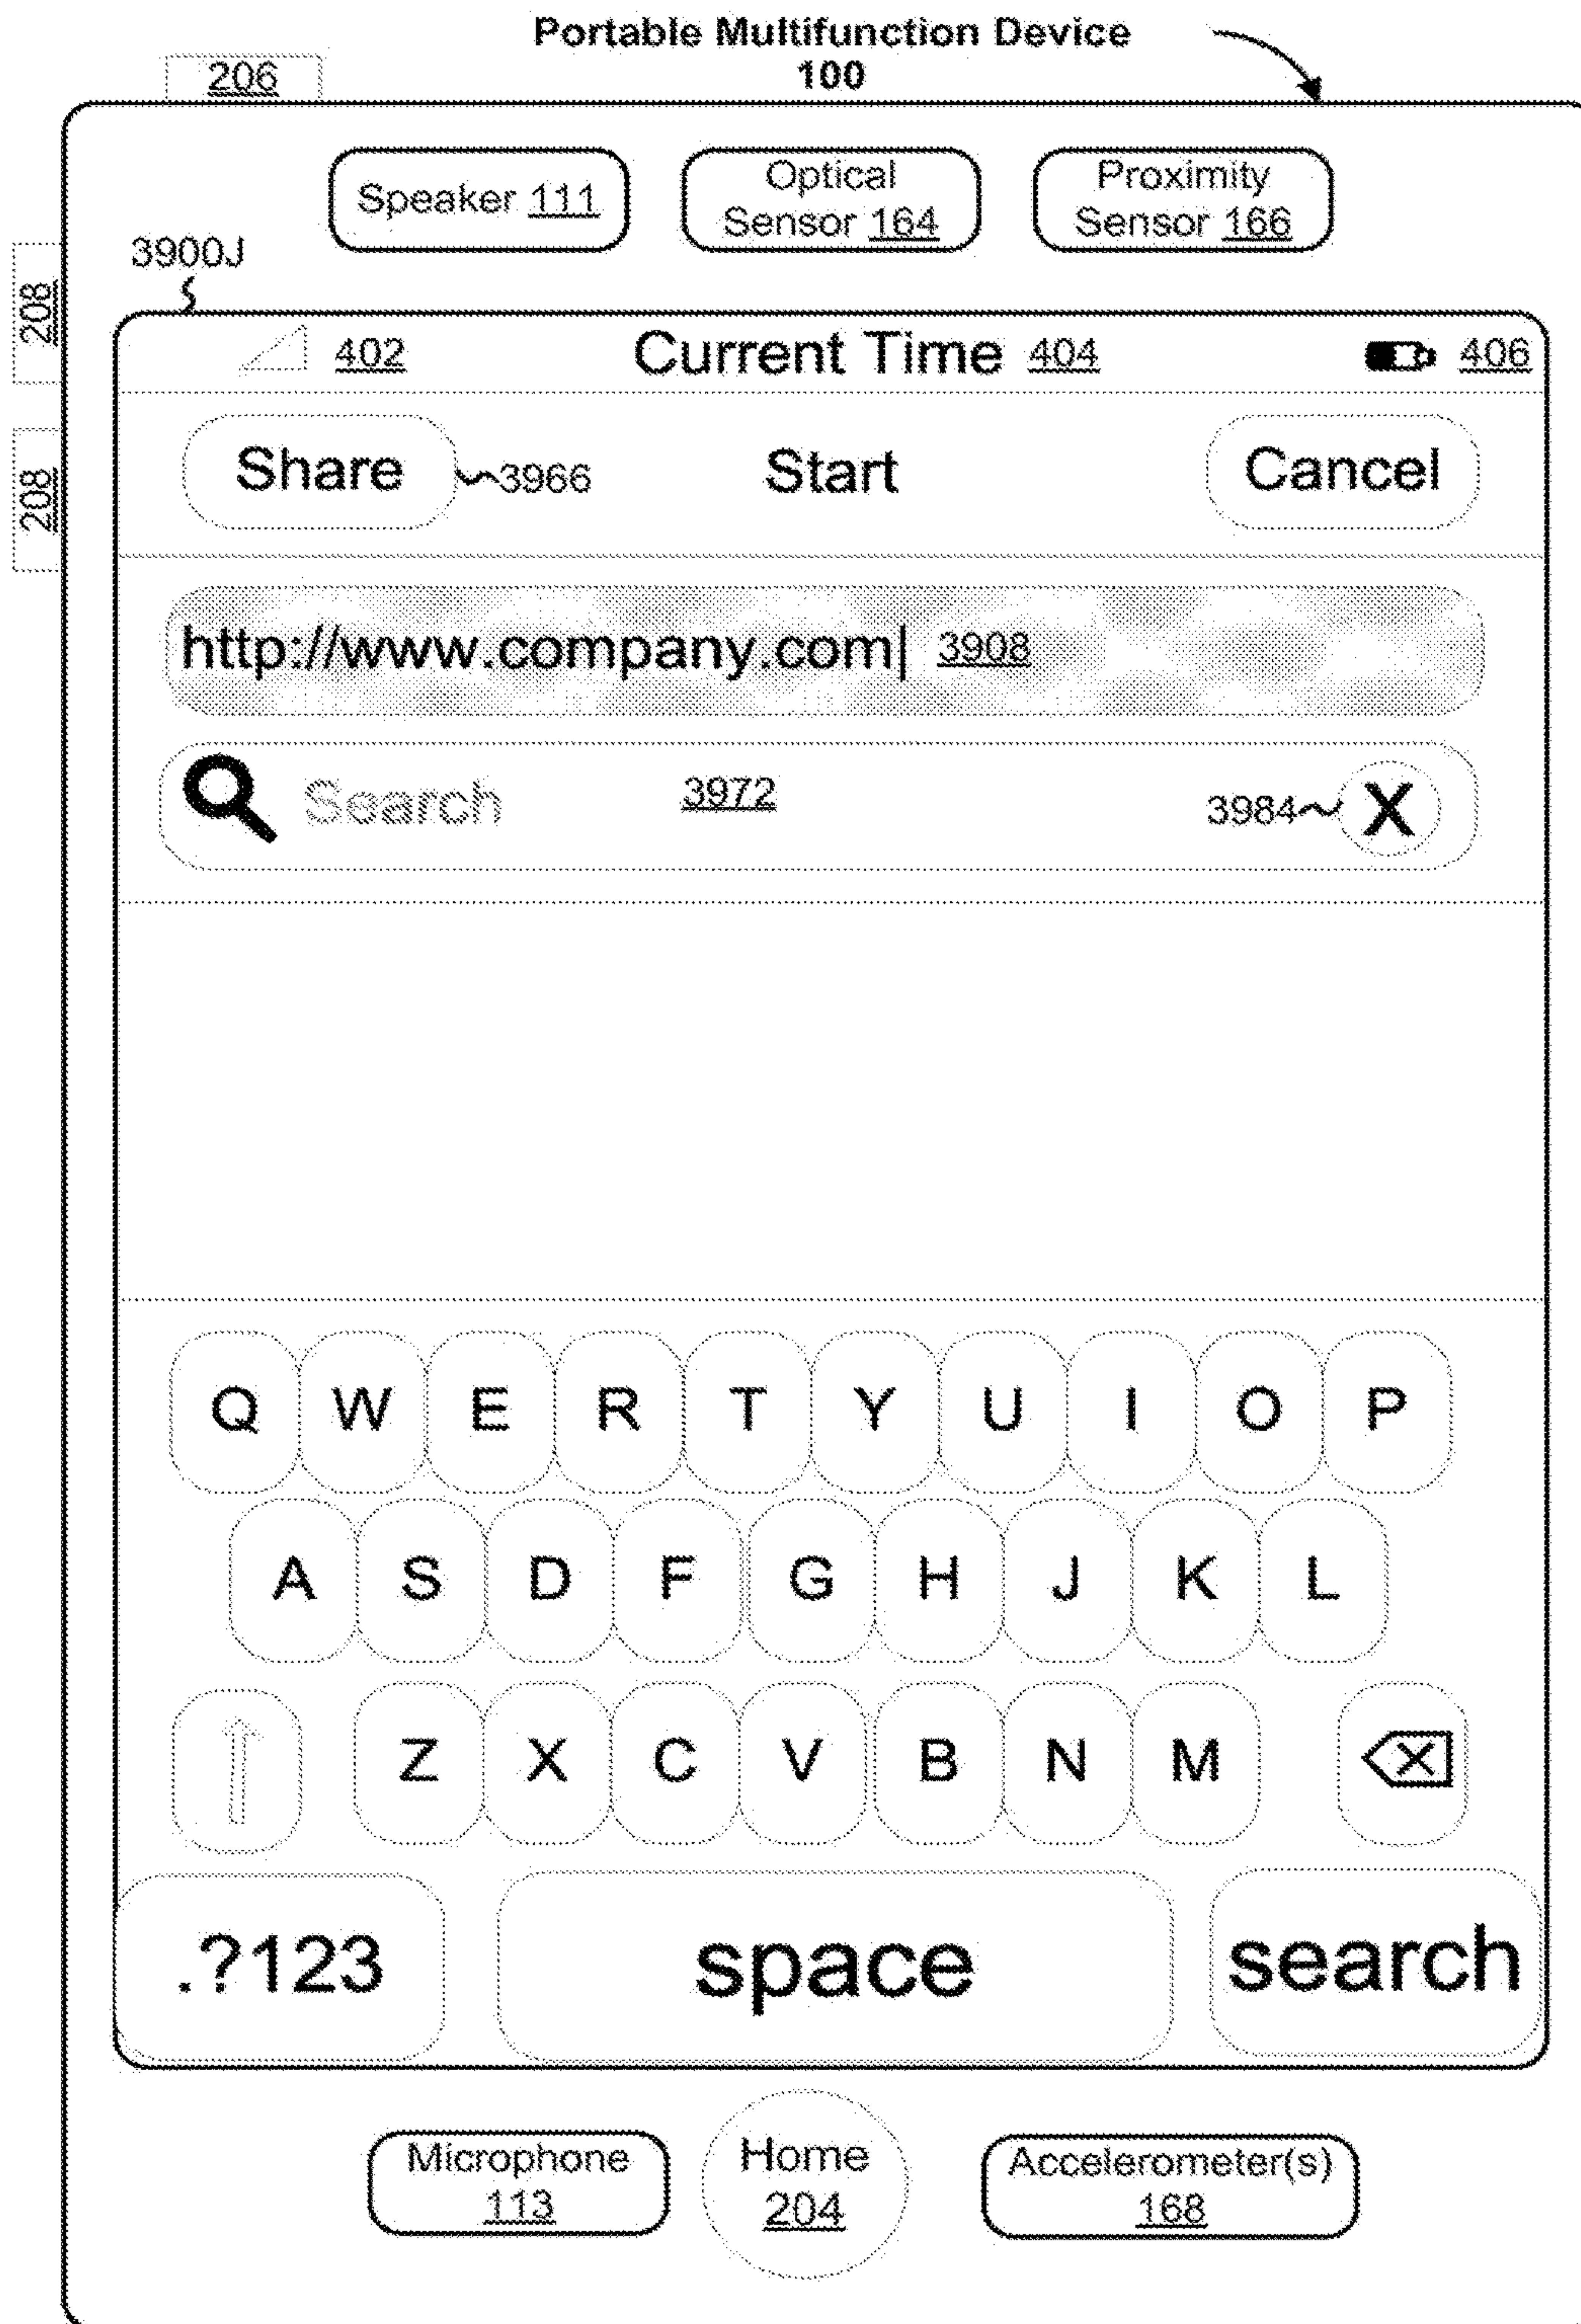 Portable Multifunction Device
100
206
Speaker 111
Optical
Sensor 164
Proximity
Sensor 166
3900J
208
208
402
Current Time 404
406
Share
3966
Start
Cancel
http://www.company.com| 3908
Search
3972
3984
X
Q W E R T Y U I O P
A S D F G H J K L
Z X C V B N M
.?123
space
search
Microphone
113
Home
204
Accelerometer(s)
168